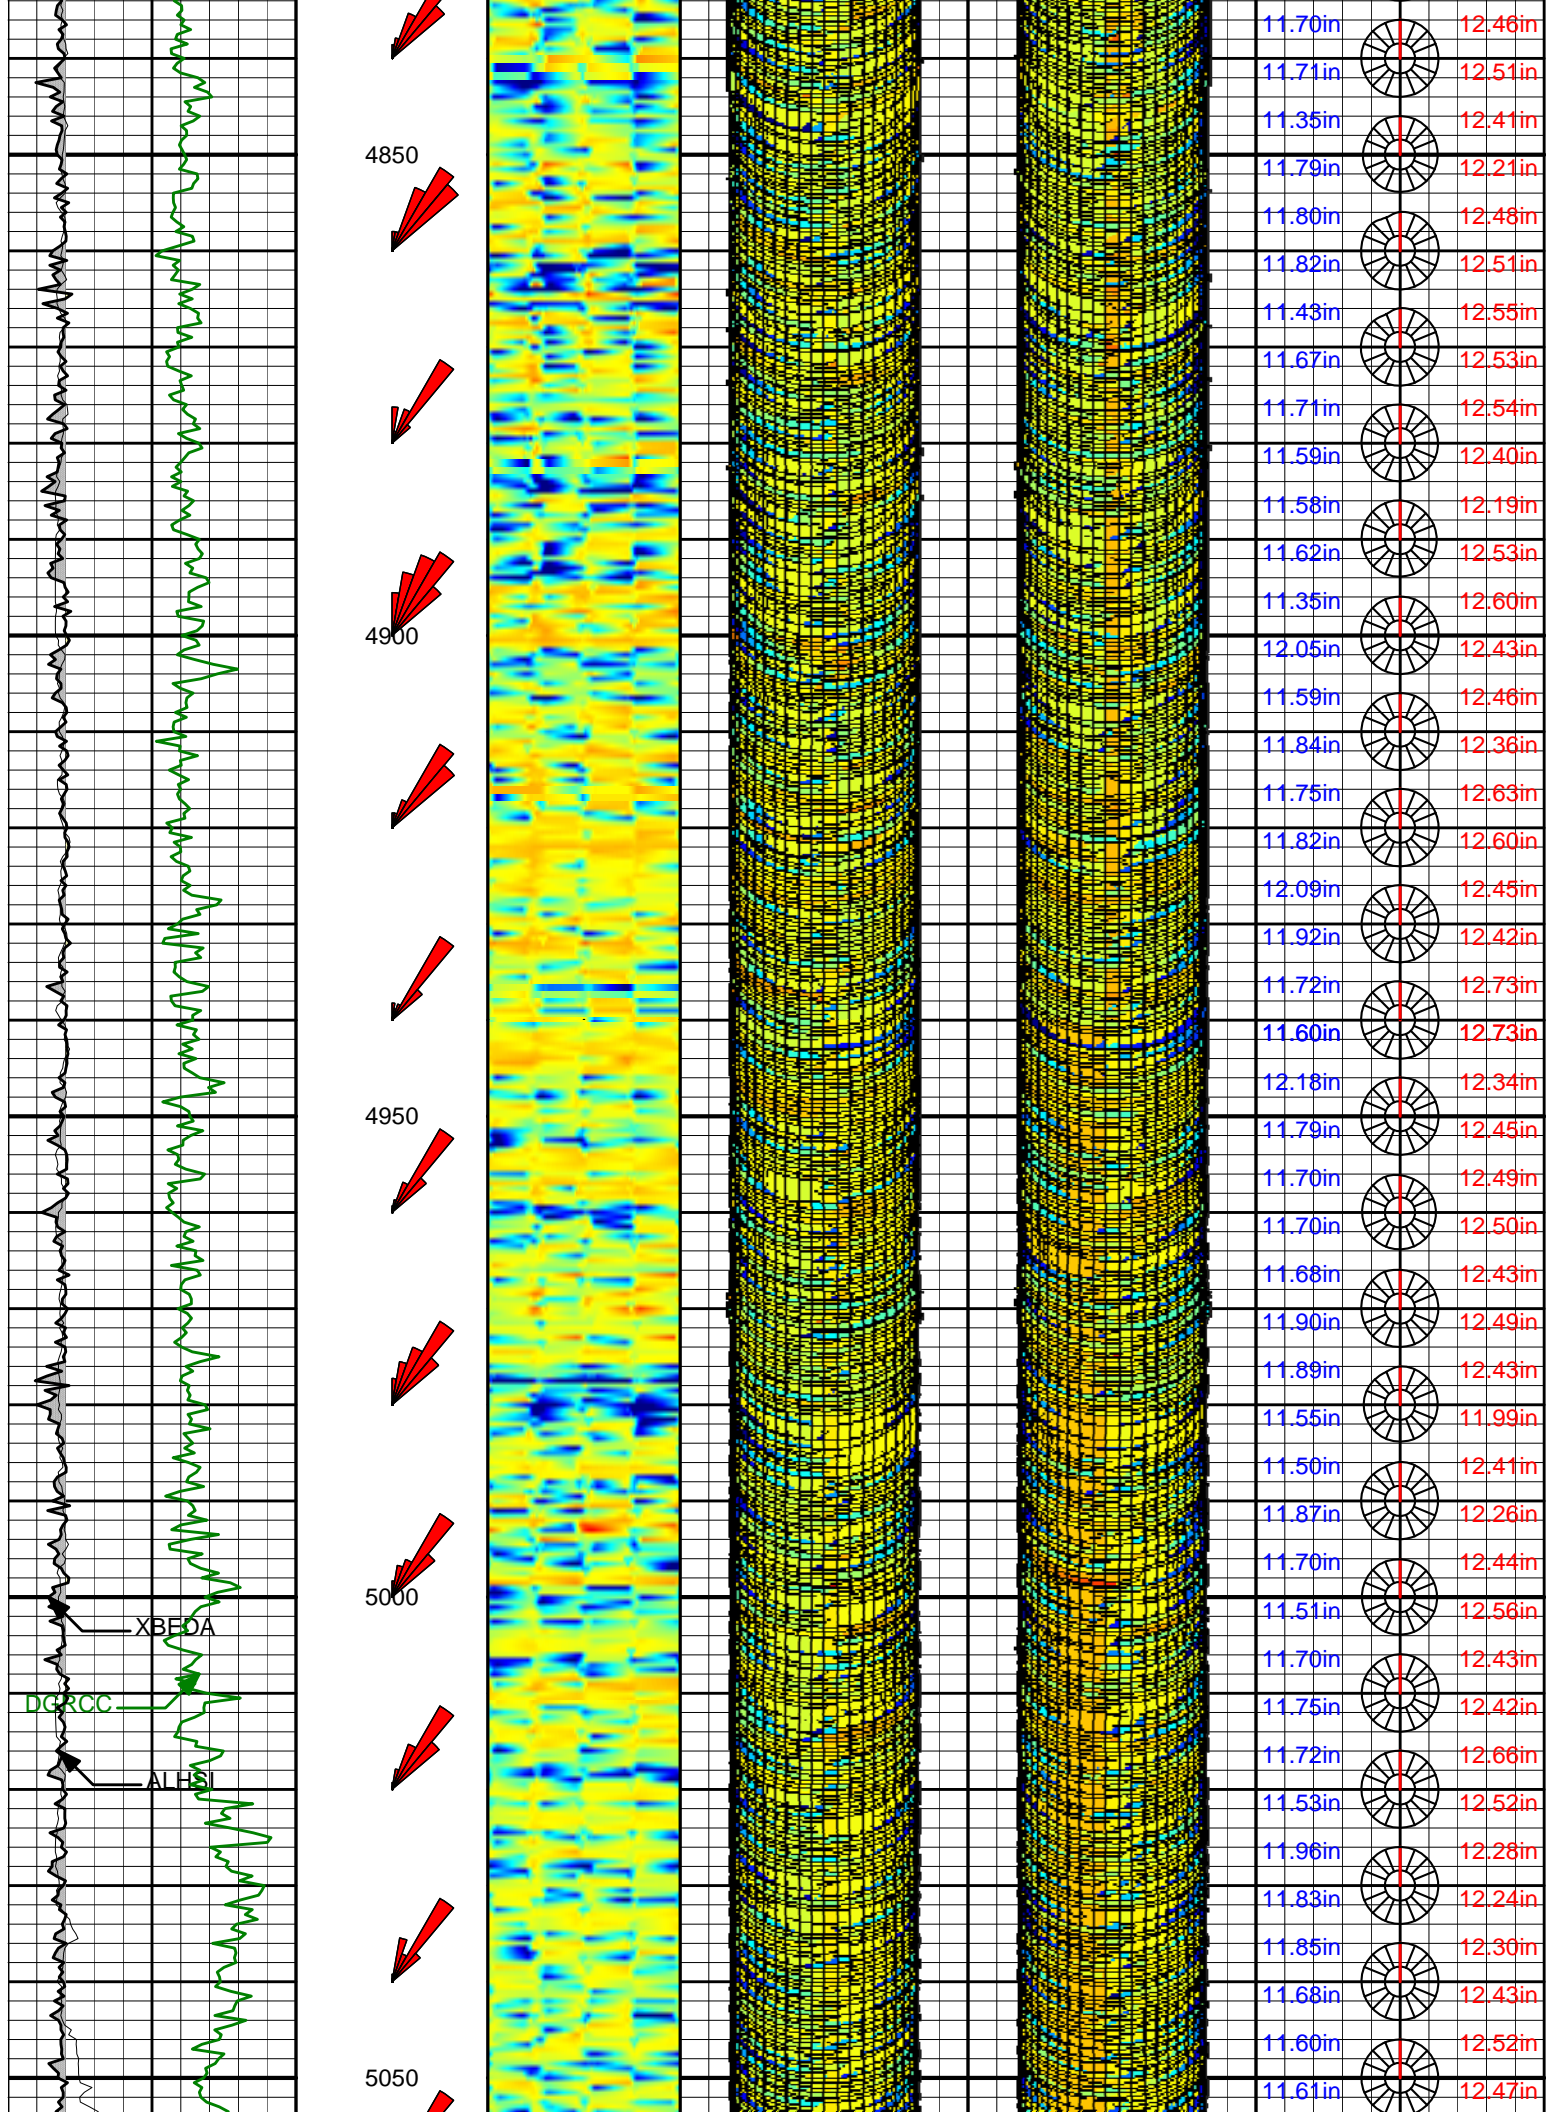 11.70in 12.46in
11.71in 12.51in
11.35in 12.41in
4850
11.79in 12.21in
11.80in 12.48in
11.82in 12.51in
11.43in 12.55in
11.67in 12.53in
11.71in 12.54in
11.59in 12.40in
11.58in 12.19in
11.62in 12.53in
11.35in 12.60in
4900
12.05in 12.43in
11.59in 12.46in
11.84in 12.36in
11.75in 12.63in
11.82in 12.60in
12.09in 12.45in
11.92in 12.42in
11.72in 12.73in
11.60in 12.73in
12.18in 12.34in
4950
11.79in 12.45in
11.70in 12.49in
11.70in 12.50in
11.68in 12.43in
11.90in 12.49in
11.89in 12.43in
11.55in 11.99in
11.50in 12.41in
11.87in 12.26in
11.70in 12.44in
5000
11.51in 12.56in
XBEDA
11.70in 12.43in
DGRCC
11.75in 12.42in
11.72in 12.66in
ALHSI
11.53in 12.52in
11.96in 12.28in
11.83in 12.24in
11.85in 12.30in
11.68in 12.43in
11.60in 12.52in
5050
11.61in 12.47in